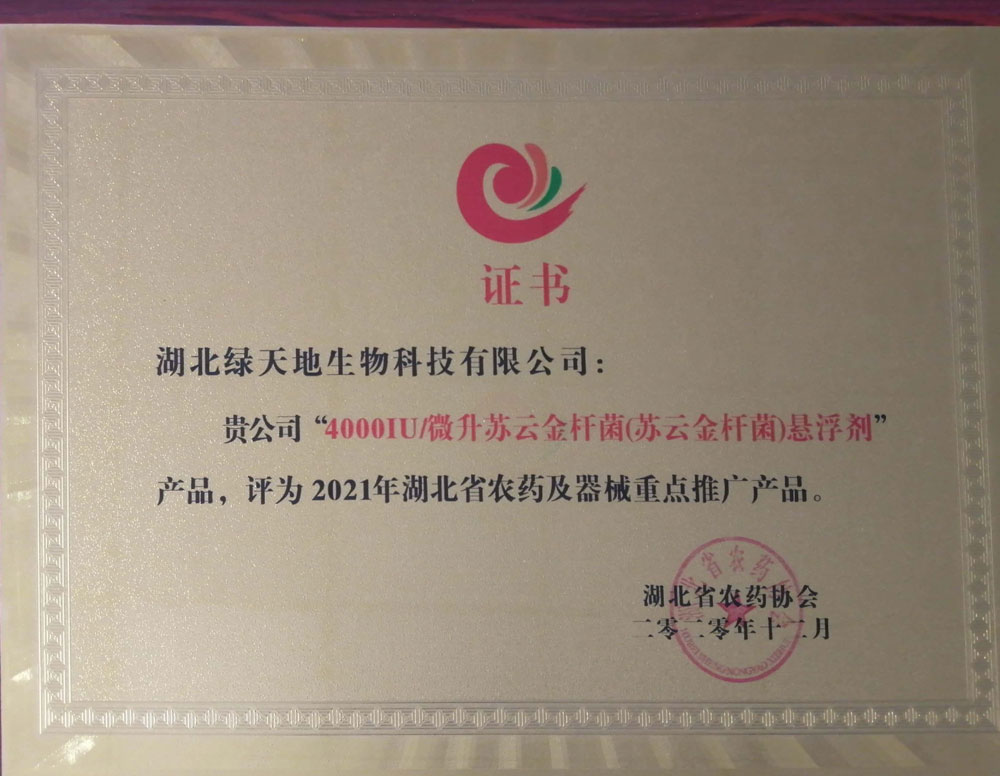 证书
湖北绿天地生物科技有限公司：
贵公司“4000IU/微升苏云金杆菌(苏云金杆菌)悬浮剂”
产品，评为 2021年湖北省农药及器械重点推广产品。
湖北省农药协会
二零二零年十二月